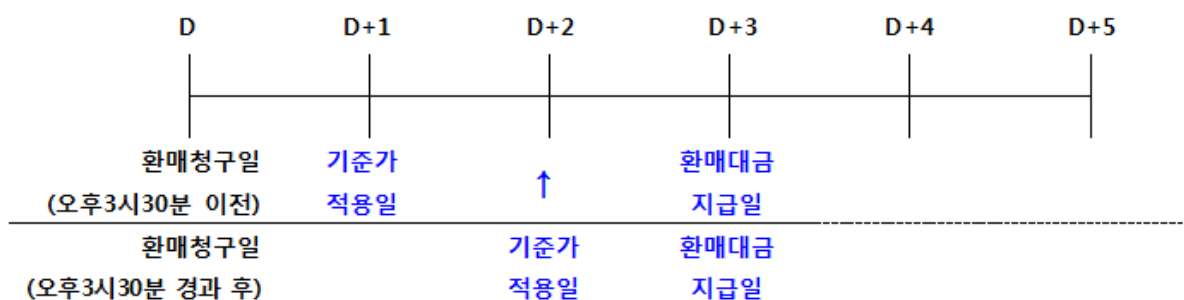 D D+1 D+2 D+3 D+4 D+5
환매청구일 기준가 환매대금
(오후3시30분 이전) 적용일 ↑ 지급일
환매청구일 기준가 환매대금
(오후3시30분 경과 후) 적용일 지급일